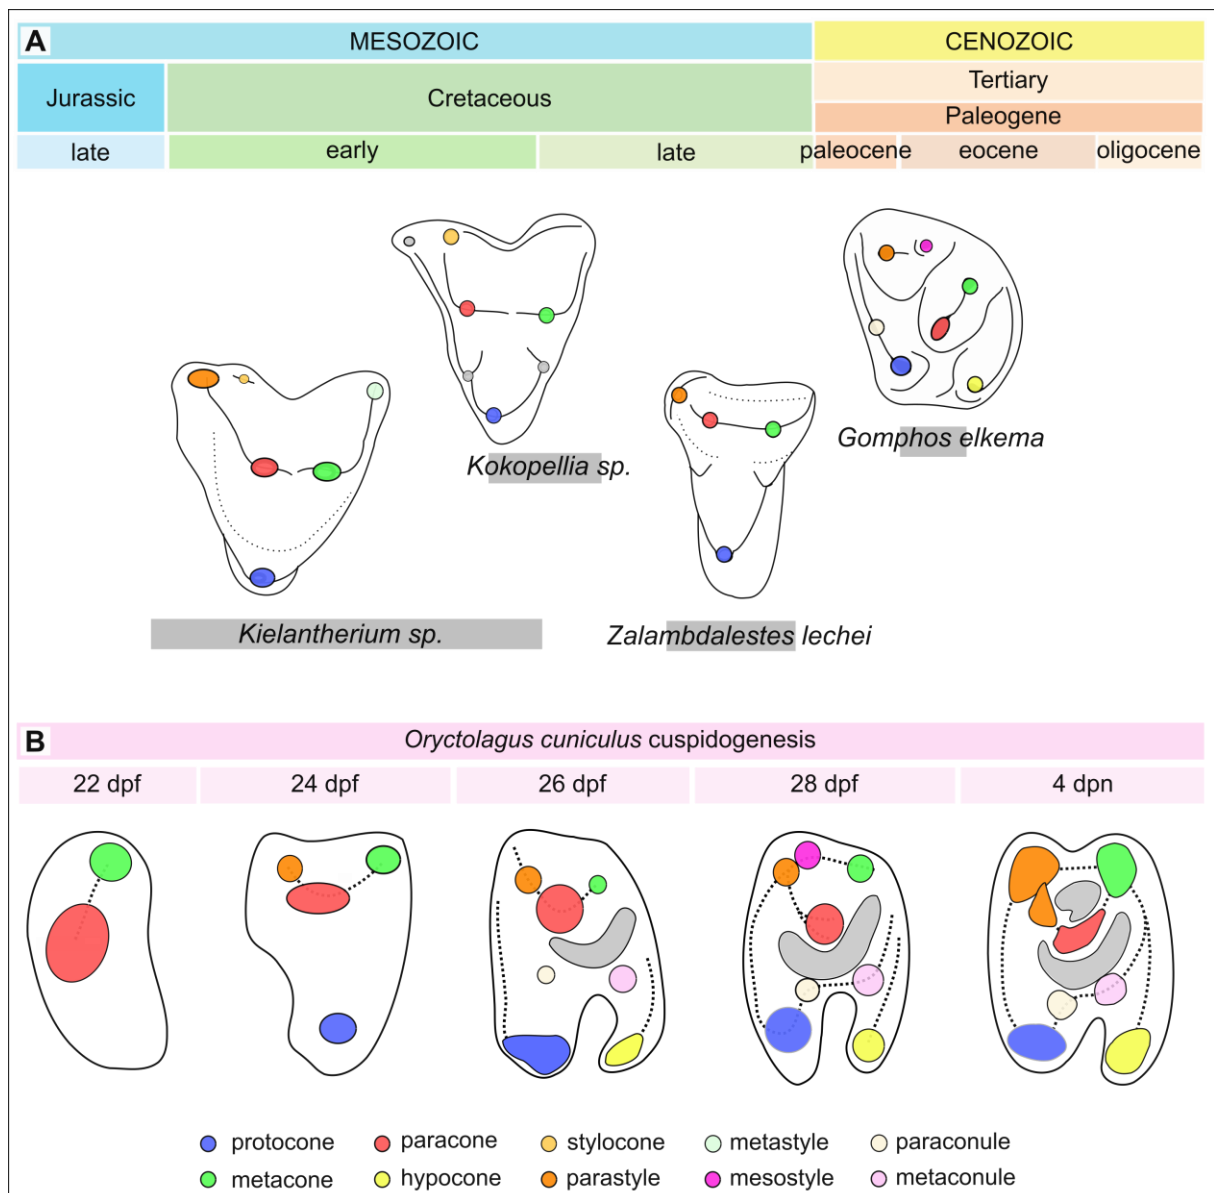 A
MESOZOIC CENOZOIC
Jurassic Cretaceous Tertiary
Paleogene
late early late paleocene eocene oligocene
Gomphos elkema
Kokopellia sp.
Kielantherium sp. Zalambdalestes lechei
B Oryctolagus cuniculus cuspidogenesis
22 dpf 24 dpf 26 dpf 28 dpf 4 dpn
protocone paracone stylocone metastyle paraconule
metacone hypocone parastyle mesostyle metaconule